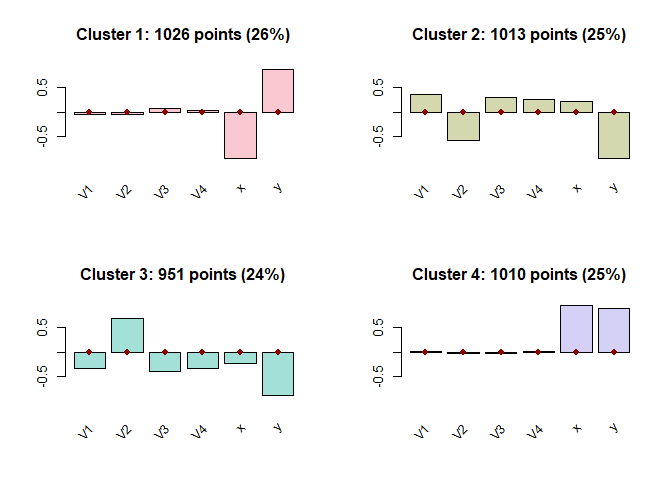 Cluster 1: 1026 points (26%)
0.5
-0.5
V1 V2 V3 V4 x y
Cluster 2: 1013 points (25%)
0.5
-0.5
V1 V2 V3 V4 x y
Cluster 3: 951 points (24%)
0.5
-0.5
V1 V2 V3 V4 x y
Cluster 4: 1010 points (25%)
0.5
-0.5
V1 V2 V3 V4 x y